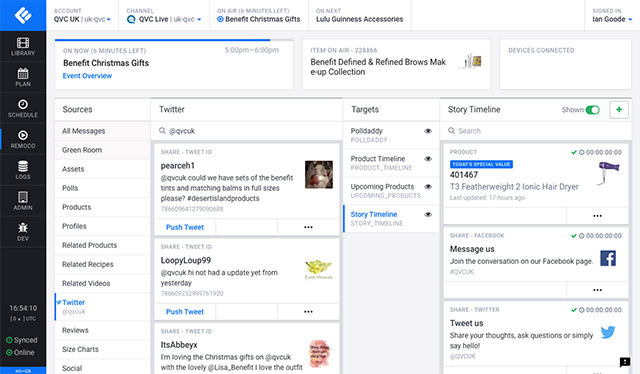 ACCOUNT
QVC UK | uk-qvc
CHANNEL
QVC Live | uk-qvc
ON AIR (6 MINUTES LEFT)
Benefit Christmas Gifts
ON NEXT
Lulu Guinness Accessories
SIGNED IN
Ian Goode
LIBRARY
PLAN
SCHEDULE
REMOCO
LOGS
ADMIN
DEV
16:54:10
[ 0 ▲ ] UTC
Synced
Online
en-GB
ON NOW (6 MINUTES LEFT)
5:00pm–6:00pm
Benefit Christmas Gifts
Event Overview
ITEM ON AIR - 228866
Benefit Defined & Refined Brows Mak
e-up Collection
DEVICES CONNECTED
Sources
All Messages
Green Room
Assets
Polls
Products
Profiles
Related Products
Related Recipes
Related Videos
Twitter
@qvcuk
Reviews
Size Charts
Social
Twitter
@qvcuk
SHARE - TWEET ID
pearceh1
@qvcuk could we have sets of the benefit
tints and matching balms in full sizes
please? #desertislandproducts
786609641279090688
Push Tweet
SHARE - TWEET ID
LoopyLoup99
@qvcuk hi not had a update yet from
yesterday
786609252999761920
Push Tweet
SHARE - TWEET ID
ItsAbbeyx
I'm loving the Christmas gifts on @qvcuk
with the lovely @Lisa_Benefit I love the outfit
Targets
Polldaddy
POLLDADDY
Product Timeline
PRODUCT_TIMELINE
Upcoming Products
UPCOMING_PRODUCTS
Story Timeline
STORY_TIMELINE
Story Timeline
Shown
Search
PRODUCT
00:00:00:00
TODAY'S SPECIAL VALUE
401467
T3 Featherweight 2 Ionic Hair Dryer
Last updated: 17 hours ago
SHARE - FACEBOOK
00:00:00:00
Message us
Join the conversation on our Facebook page.
#QVCUK
SHARE - TWITTER
00:00:00:00
Tweet us
Share your thoughts, ask questions or simply
say hello!
@QVCUK